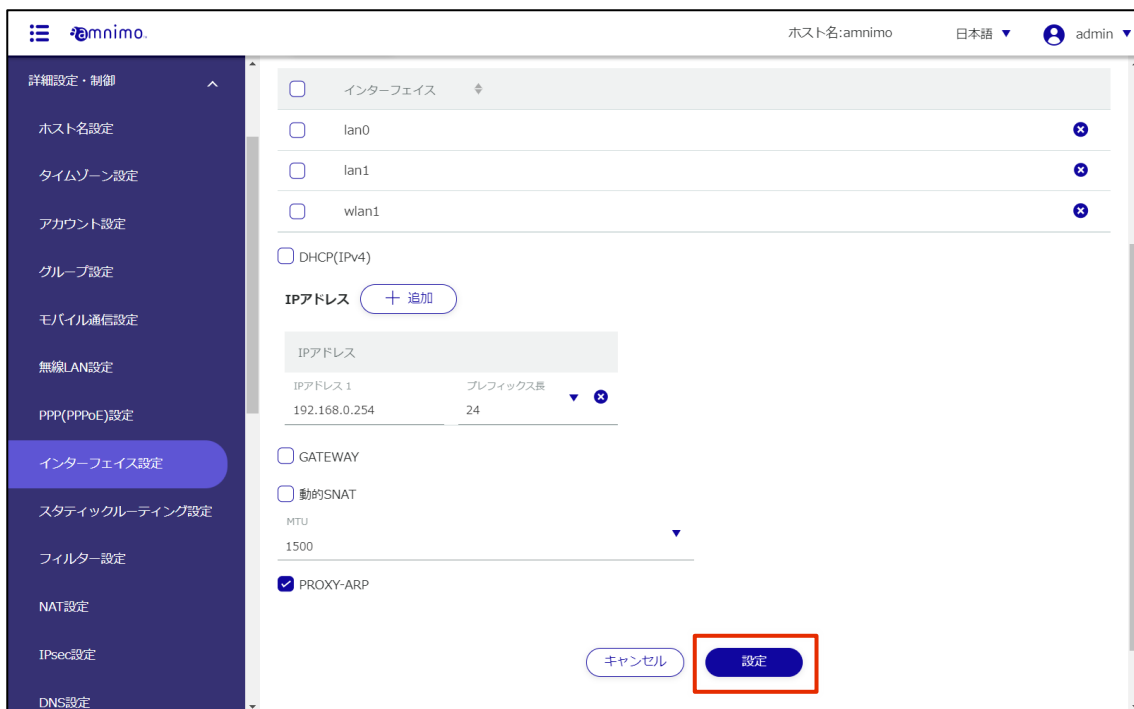 amnimo.
ホスト名:amnimo
日本語
admin
詳細設定・制御
ホスト名設定
タイムゾーン設定
アカウント設定
グループ設定
モバイル通信設定
無線LAN設定
PPP(PPPoE)設定
インターフェイス設定
スタティックルーティング設定
フィルター設定
NAT設定
IPsec設定
DNS設定
インターフェイス
lan0
lan1
wlan1
DHCP(IPv4)
IPアドレス
追加
IPアドレス
IPアドレス 1
プレフィックス長
192.168.0.254
24
GATEWAY
動的SNAT
MTU
1500
PROXY-ARP
キャンセル
設定